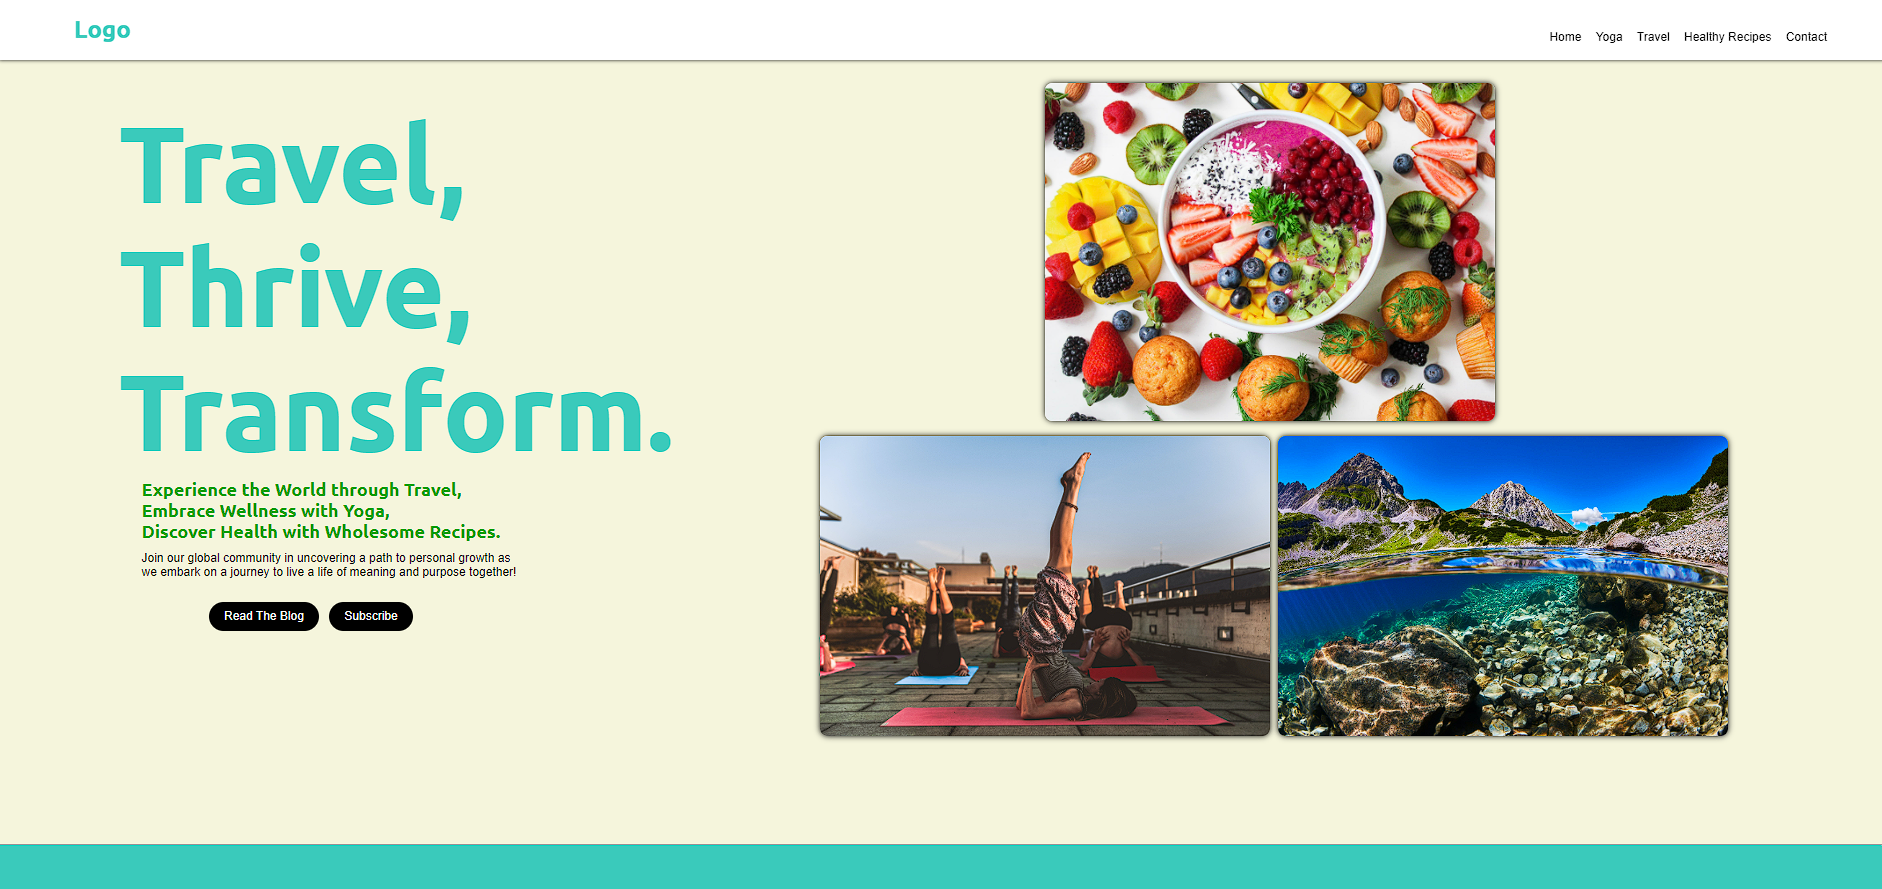 Logo
Home Yoga Travel Healthy Recipes Contact
Travel,
Thrive,
Transform.
Experience the World through Travel,
Embrace Wellness with Yoga,
Discover Health with Wholesome Recipes.
Join our global community in uncovering a path to personal growth as
we embark on a journey to live a life of meaning and purpose together!
Read The Blog Subscribe